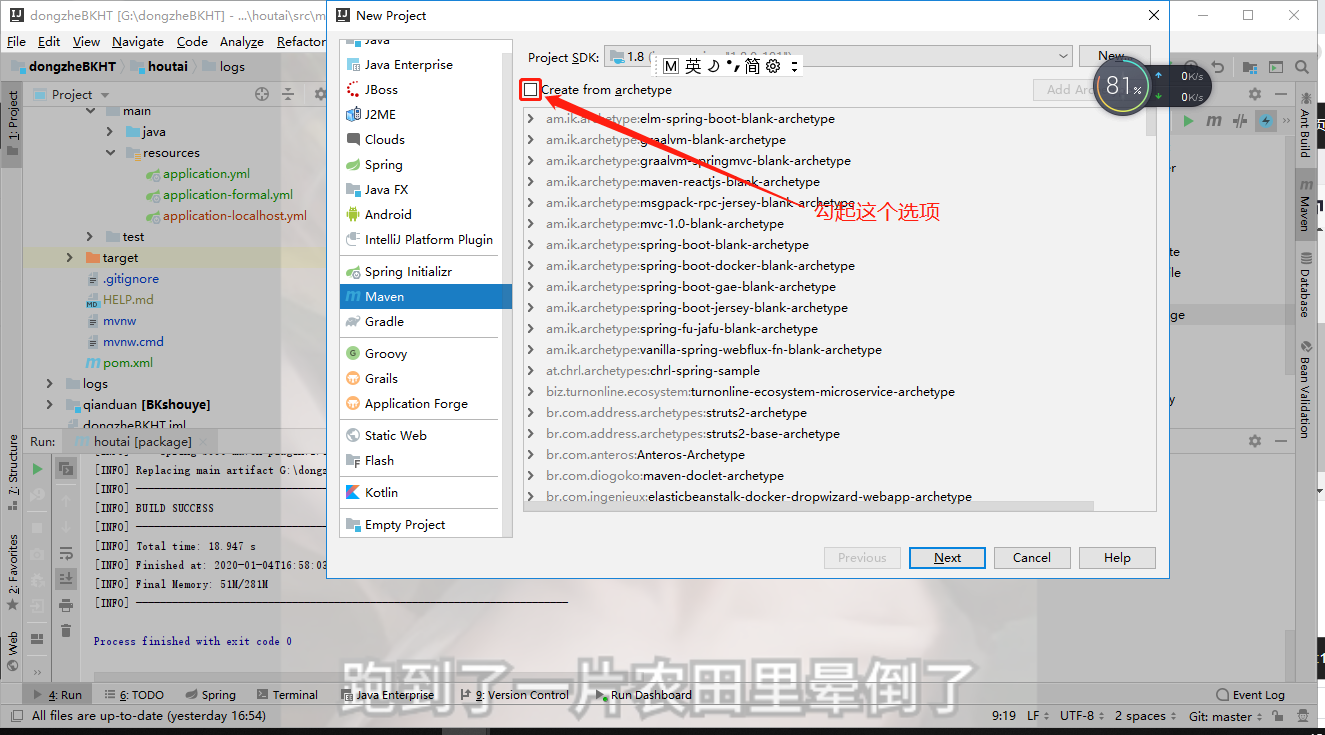 dongzheBKHT [G:\dongzheBKHT] - ...\houtai\src\m
File Edit View Navigate Code Analyze Refactor
dongzheBKHT houtai logs
1: Project
Project
main
java
resources
application.yml
application-formal.yml
application-localhost.yml
test
target
.gitignore
HELP.md
mvnw
mvnw.cmd
pom.xml
logs
qianduan [BKshouye]
dongzheBKHT.iml
New Project
Java
Java Enterprise
JBoss
J2ME
Clouds
Spring
Java FX
Android
IntelliJ Platform Plugin
Spring Initializr
Maven
Gradle
Groovy
Grails
Application Forge
Static Web
Flash
Kotlin
Empty Project
Project SDK: 1.8
New...
M 英 简
Create from archetype
Add Arc
81%
0K/s
0K/s
am.ik.archetype:elm-spring-boot-blank-archetype
am.ik.archetype:graalvm-blank-archetype
am.ik.archetype:graalvm-springmvc-blank-archetype
am.ik.archetype:maven-reactjs-blank-archetype
am.ik.archetype:msgpack-rpc-jersey-blank-archetype
勾起这个选项
am.ik.archetype:mvc-1.0-blank-archetype
am.ik.archetype:spring-boot-blank-archetype
am.ik.archetype:spring-boot-docker-blank-archetype
am.ik.archetype:spring-boot-gae-blank-archetype
am.ik.archetype:spring-boot-jersey-blank-archetype
am.ik.archetype:spring-fu-jafu-blank-archetype
am.ik.archetype:vanilla-spring-webflux-fn-blank-archetype
at.chrl.archetypes:chrl-spring-sample
biz.turnonline.ecosystem:turnonline-ecosystem-microservice-archetype
br.com.address.archetypes:struts2-archetype
br.com.address.archetypes:struts2-base-archetype
br.com.anteros:Anteros-Archetype
br.com.diogoko:maven-doclet-archetype
br.com.ingenieux:elasticbeanstalk-docker-dropwizard-webapp-archetype
Previous Next Cancel Help
Ant Build
Maven
Database
Bean Validation
7: Structure
2: Favorites
Web
Run: houtai [package]
[INFO] Replacing main artifact G:\dongz
[INFO]
[INFO] BUILD SUCCESS
[INFO]
[INFO] Total time: 18.947 s
[INFO] Finished at: 2020-01-04T16:58:03
[INFO] Final Memory: 51M/281M
[INFO]
Process finished with exit code 0
跑到了一片农田里晕倒了
4: Run 6: TODO Spring Terminal Java Enterprise 9: Version Control Run Dashboard Event Log
All files are up-to-date (yesterday 16:54) 9:19 LF UTF-8 2 spaces Git: master